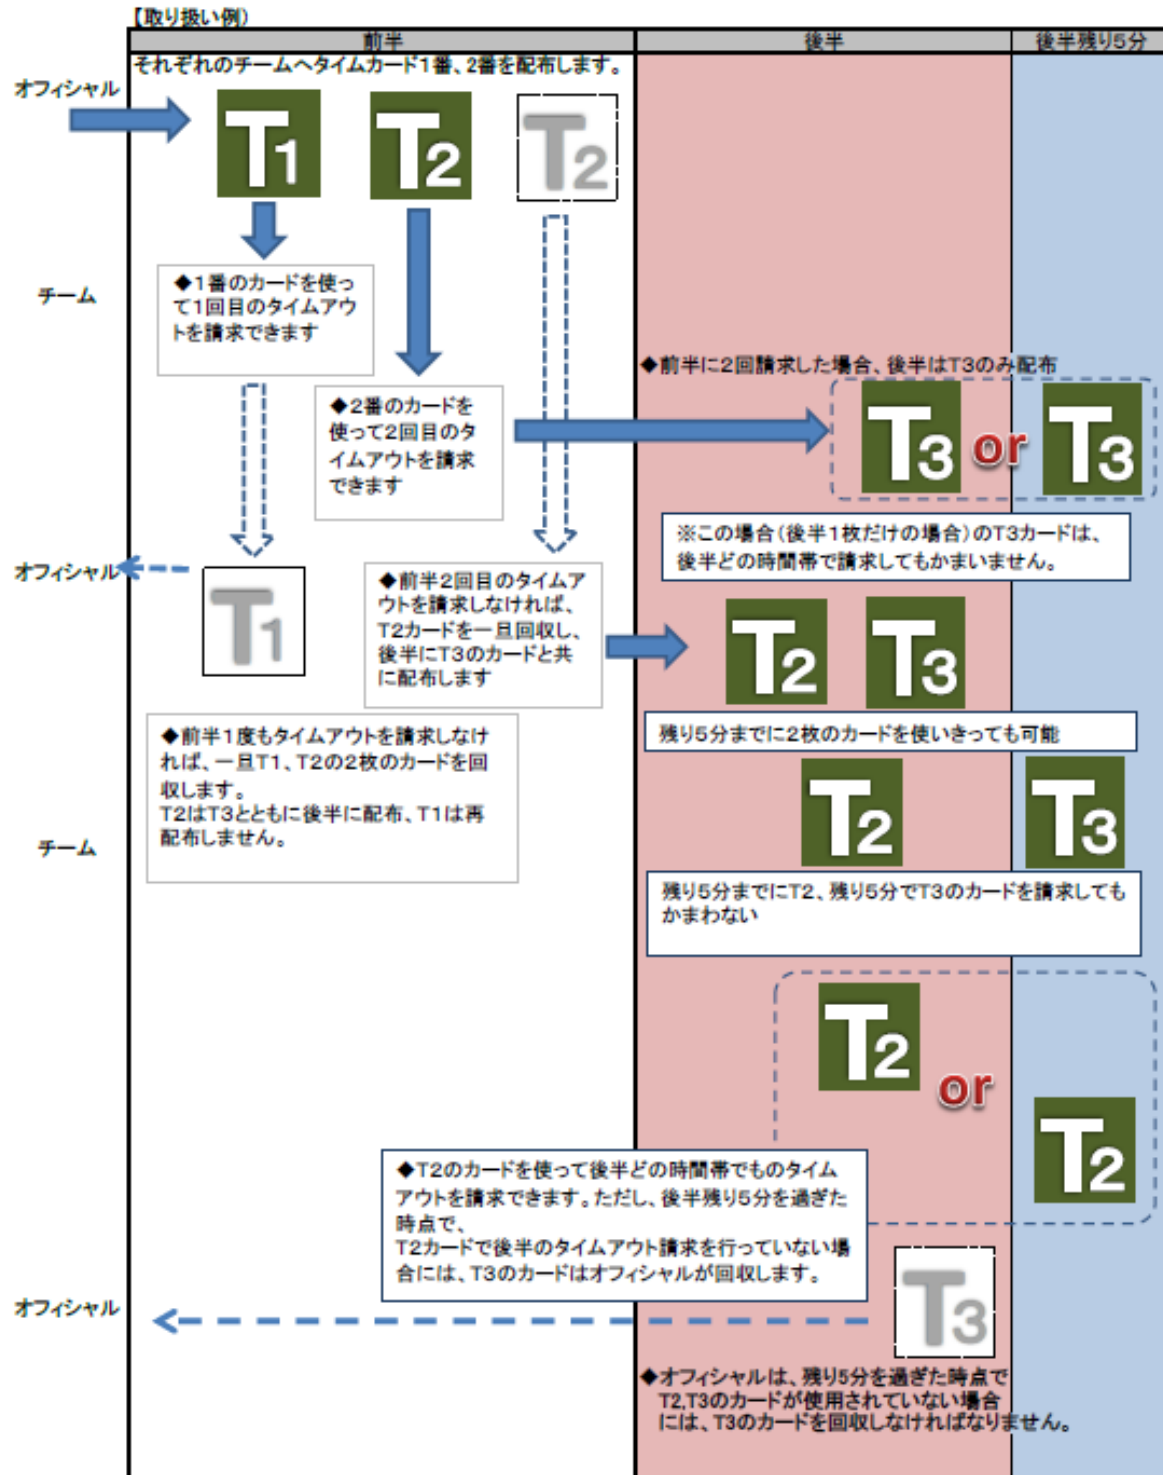 【取り扱い例)
前半
後半
後半残り5分
それぞれのチームへタイムカード1番、2番を配布します。
オフィシャル
T1
T2
T2
チーム
◆1番のカードを使っ
て1回目のタイムアウ
トを請求できます
◆前半に2回請求した場合、後半はT3のみ配布
◆2番のカードを
使って2回目のタ
イムアウトを請求
できます
T3
or
T3
※この場合(後半1枚だけの場合)のT3カードは、
後半どの時間帯で請求してもかまいません。
オフィシャル
T1
◆前半2回目のタイムア
ウトを請求しなければ、
T2カードを一旦回収し、
後半にT3のカードと共
に配布します
T2
T3
残り5分までに2枚のカードを使いきっても可能
◆前半1度もタイムアウトを請求しなけ
れば、一旦T1、T2の2枚のカードを回
収します。
T2はT3とともに後半に配布、T1は再
配布しません。
チーム
T2
T3
残り5分までにT2、残り5分でT3のカードを請求しても
かまわない
T2
or
T2
◆T2のカードを使って後半どの時間帯でものタイム
アウトを請求できます。ただし、後半残り5分を過ぎた
時点で、
T2カードで後半のタイムアウト請求を行っていない場
合には、T3のカードはオフィシャルが回収します。
オフィシャル
T3
◆オフィシャルは、残り5分を過ぎた時点で
T2,T3のカードが使用されていない場合
には、T3のカードを回収しなければなりません。